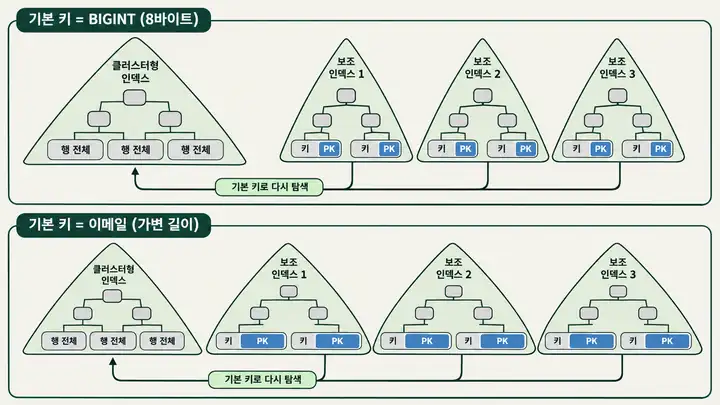 기본 키 = BIGINT (8바이트)
클러스터형
인덱스
행 전체
행 전체
행 전체
보조
인덱스 1
키 PK
키 PK
보조
인덱스 2
키 PK
키 PK
보조
인덱스 3
키 PK
키 PK
기본 키로 다시 탐색
기본 키 = 이메일 (가변 길이)
클러스터형
인덱스
행 전체
행 전체
행 전체
보조
인덱스 1
키 PK
키 PK
보조
인덱스 2
키 PK
키 PK
보조
인덱스 3
키 PK
키 PK
기본 키로 다시 탐색